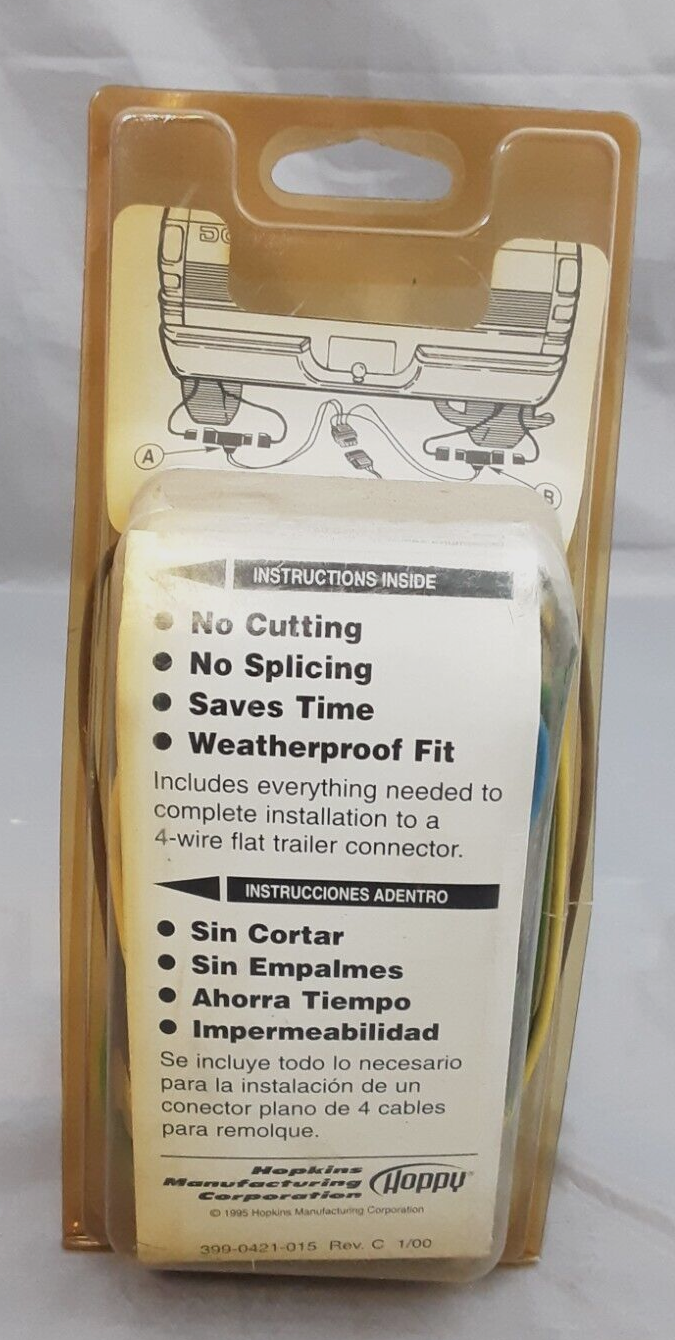 A
B
INSTRUCTIONS INSIDE
● No Cutting
● No Splicing
● Saves Time
● Weatherproof Fit
Includes everything needed to
complete installation to a
4-wire flat trailer connector.
INSTRUCCIONES ADENTRO
● Sin Cortar
● Sin Empalmes
● Ahorra Tiempo
● Impermeabilidad
Se incluye todo lo necesario
para la instalación de un
conector plano de 4 cables
para remolque.
Hopkins
Manufacturing
Corporation
HOPPY
© 1995 Hopkins Manufacturing Corporation
399-0421-015 Rev. C 1/00